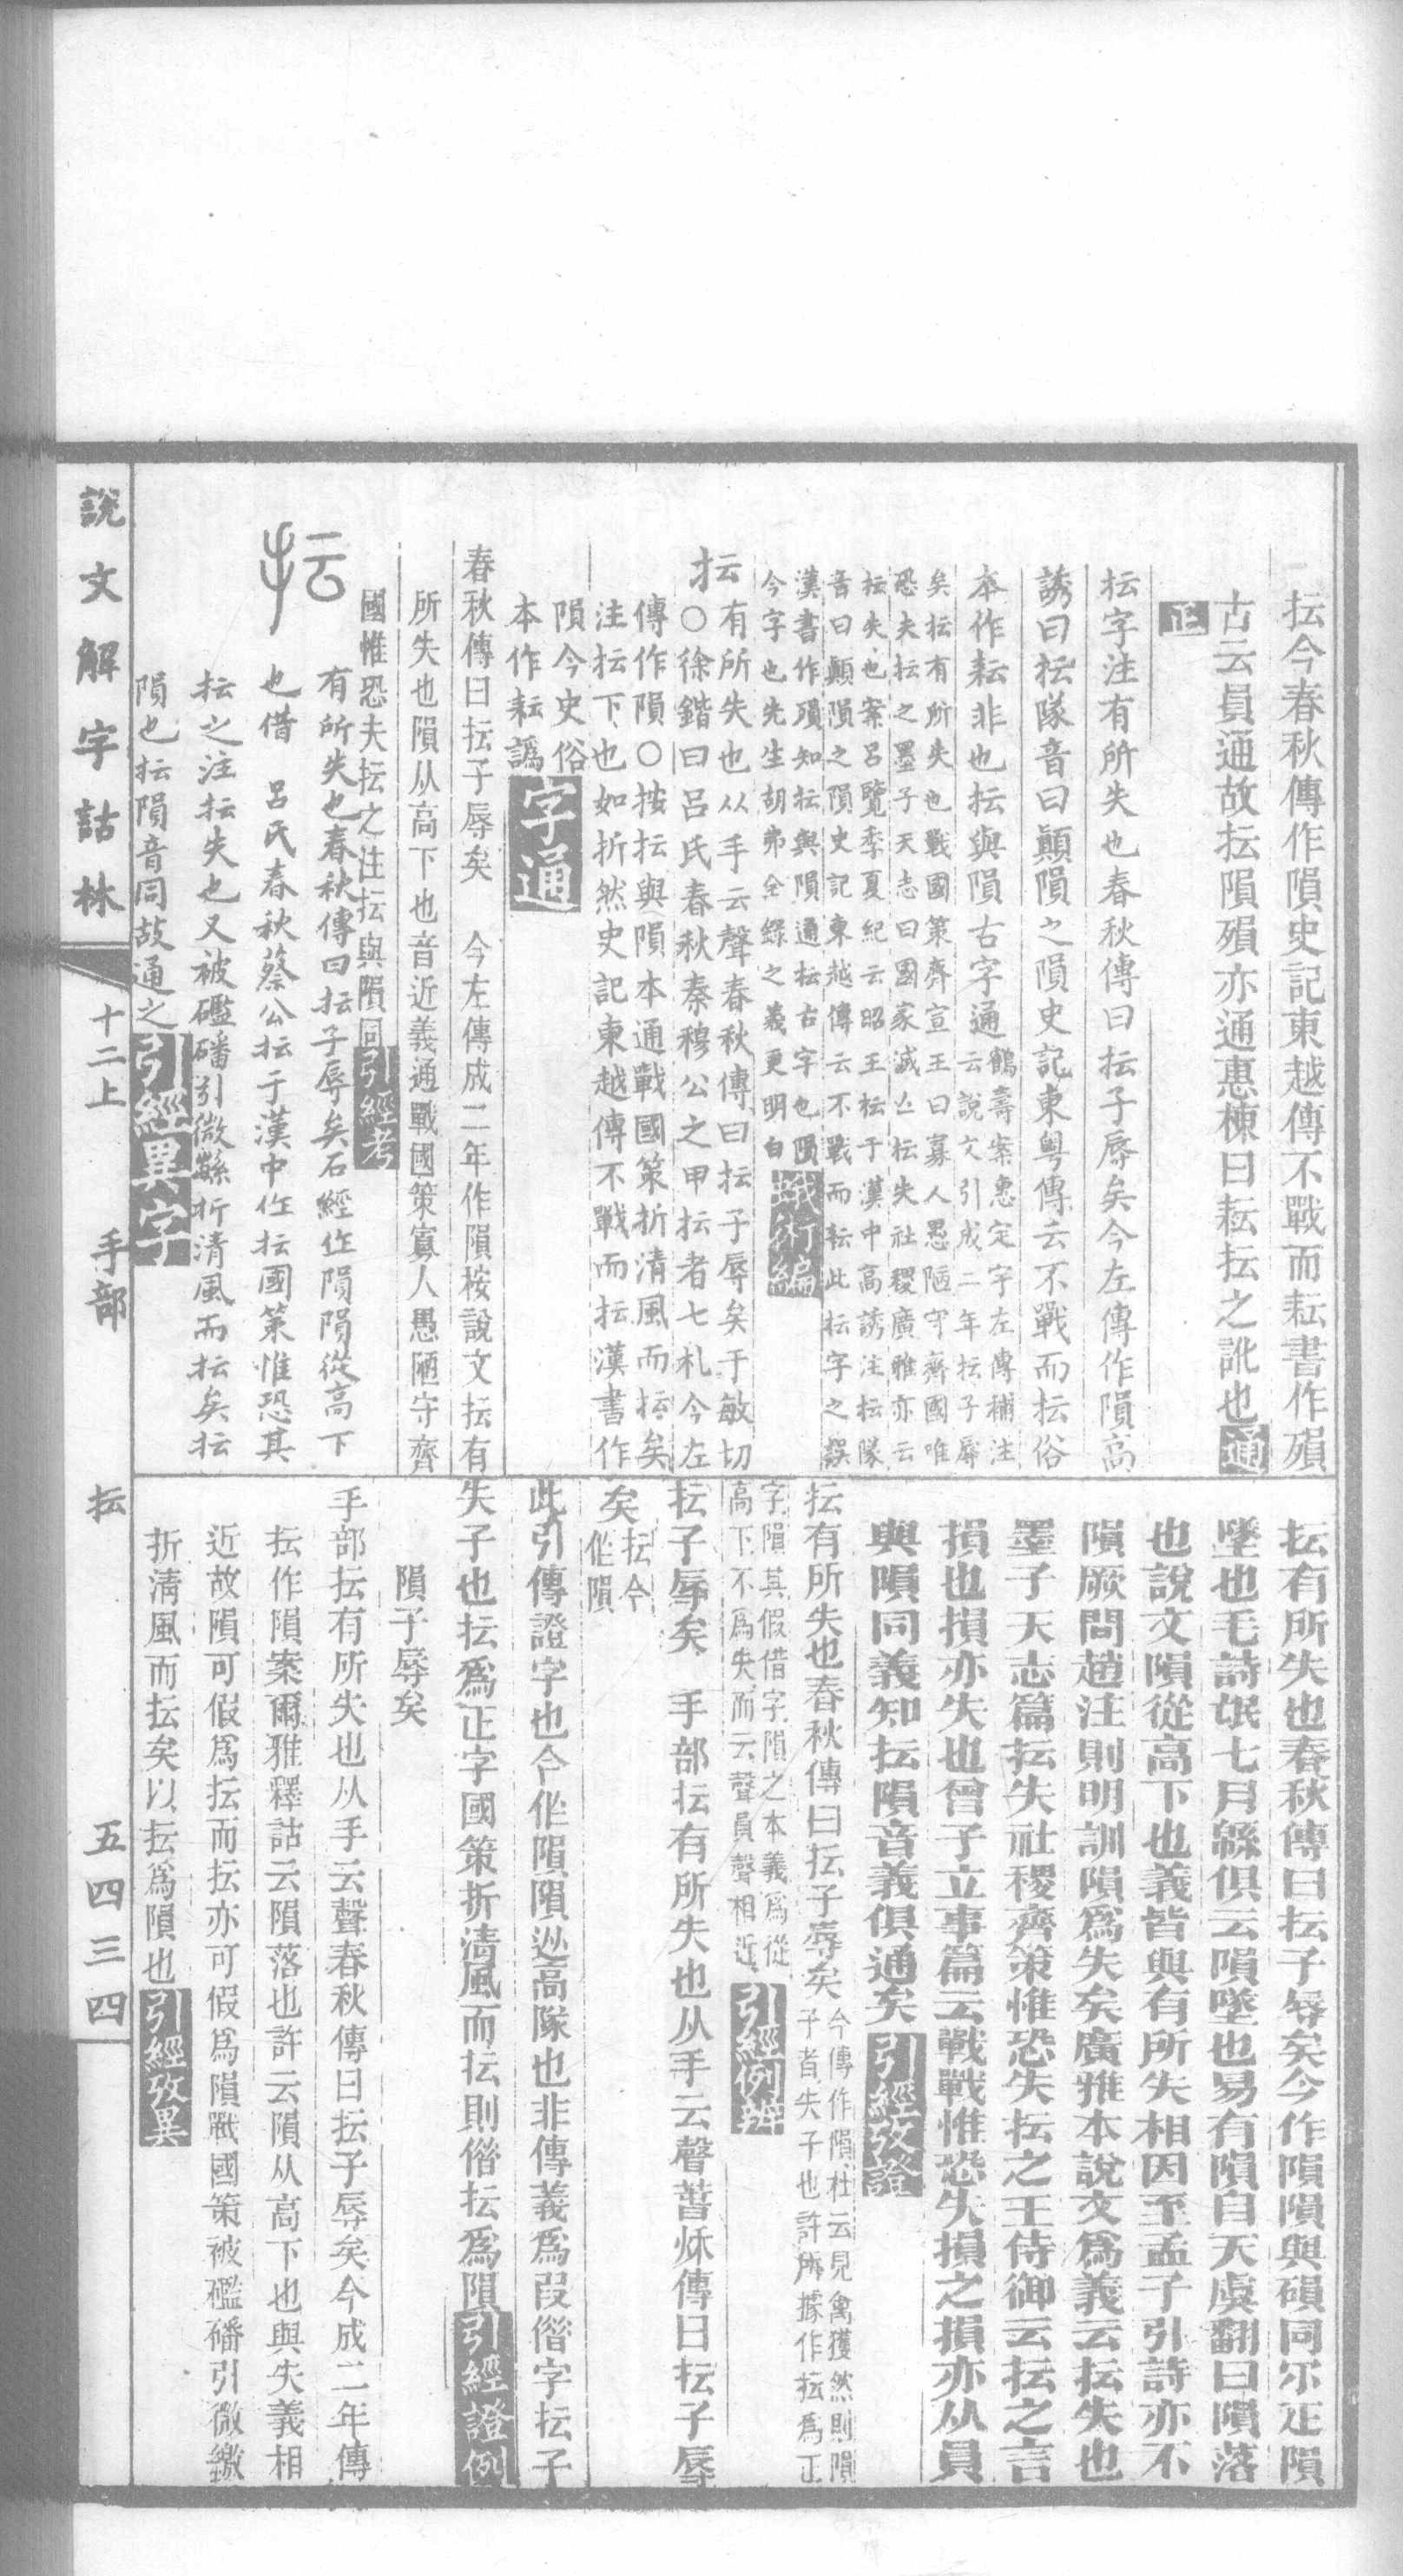 抎今春秋傳作隕史記東越傳不戰而耘書作殞
古云員通故抎隕殞亦通惠棟曰耘抎之訛也通
正
抎字注有所失也春秋傳曰抎子辱矣今左傳作隕高
誘曰抎隊音曰顚隕之隕史記東粵傳云不戰而抎俗
本作耘非也抎與隕古字通鶴壽案惠定宇左傳補注
云說文引成二年抎子辱
矣抎有所失也戰國策齊宣王曰寡人愚陋守齊國唯
恐夫抎之墨子天志曰國家滅亾抎失社稷廣雅亦云
抎失也案呂覽季夏紀云昭王抎于漢中高誘注抎隊
音曰顚隕之隕史記東越傳云不戰而耘此抎字之誤
漢書作殞知抎與隕通抎古字也隕
今字也先生胡弗全錄之義更明白蛾術編
抎有所失也从手云聲春秋傳曰抎子辱矣于敏切
○徐鍇曰呂氏春秋秦穆公之甲抎者七札今左
傳作隕○按抎與隕本通戰國策折清風而抎矣
注抎下也如折然史記東越傳不戰而抎漢書作
隕今史俗
本作耘譌字通
春秋傳曰抎子辱矣 今左傳成二年作隕桉說文抎有
所失也隕从高下也音近義通戰國策寡人愚陋守齊
國惟恐夫抎之注抎與隕同引經考
抎
有所失也春秋傳曰抎子辱矣石經作隕隕從高下
也借 呂氏春秋蔡公抎于漢中作抎國策惟恐其
抎之注抎失也又被礛磻引微繇折清風而抎矣抎
隕也抎隕音同故通之引經異字
抎有所失也春秋傳曰抎子辱矣今作隕隕與磒同尔疋隕
墜也毛詩氓七月緜俱云隕墜也易有隕自天虞翻曰隕落
也說文隕從高下也義皆與有所失相因至孟子引詩亦不
隕厥問趙注則明訓隕爲失矣廣雅本說文爲義云抎失也
墨子天志篇抎失社稷齊策惟恐失抎之王侍御云抎之言
損也損亦失也曾子立事篇云戰戰惟恐失損之損亦从員
與隕同義知抎隕音義俱通矣引經攷證
抎有所失也春秋傳曰抎子辱矣今傳作隕杜云見禽獲然則隕
子者失子也許所據作抎爲正
字隕其假借字隕之本義爲從
高下不爲失而云聲員聲相近引經例辨
抎子辱矣 手部抎有所失也从手云聲萅秌傳曰抎子辱
矣抎今
作隕
此引傳證字也今作隕隕從高隊也非傳義爲叚僣字抎子
失子也抎爲正字國策折清風而抎則僣抎爲隕引經證例
隕子辱矣
手部抎有所失也从手云聲春秋傳曰抎子辱矣今成二年傳
抎作隕案爾雅釋詁云隕落也許云隕从高下也與失義相
近故隕可假爲抎而抎亦可假爲隕戰國策被礛磻引微繳
折淸風而抎矣以抎爲隕也引經攷異
說文解字詁林
十二上
手部
抎
五四三四